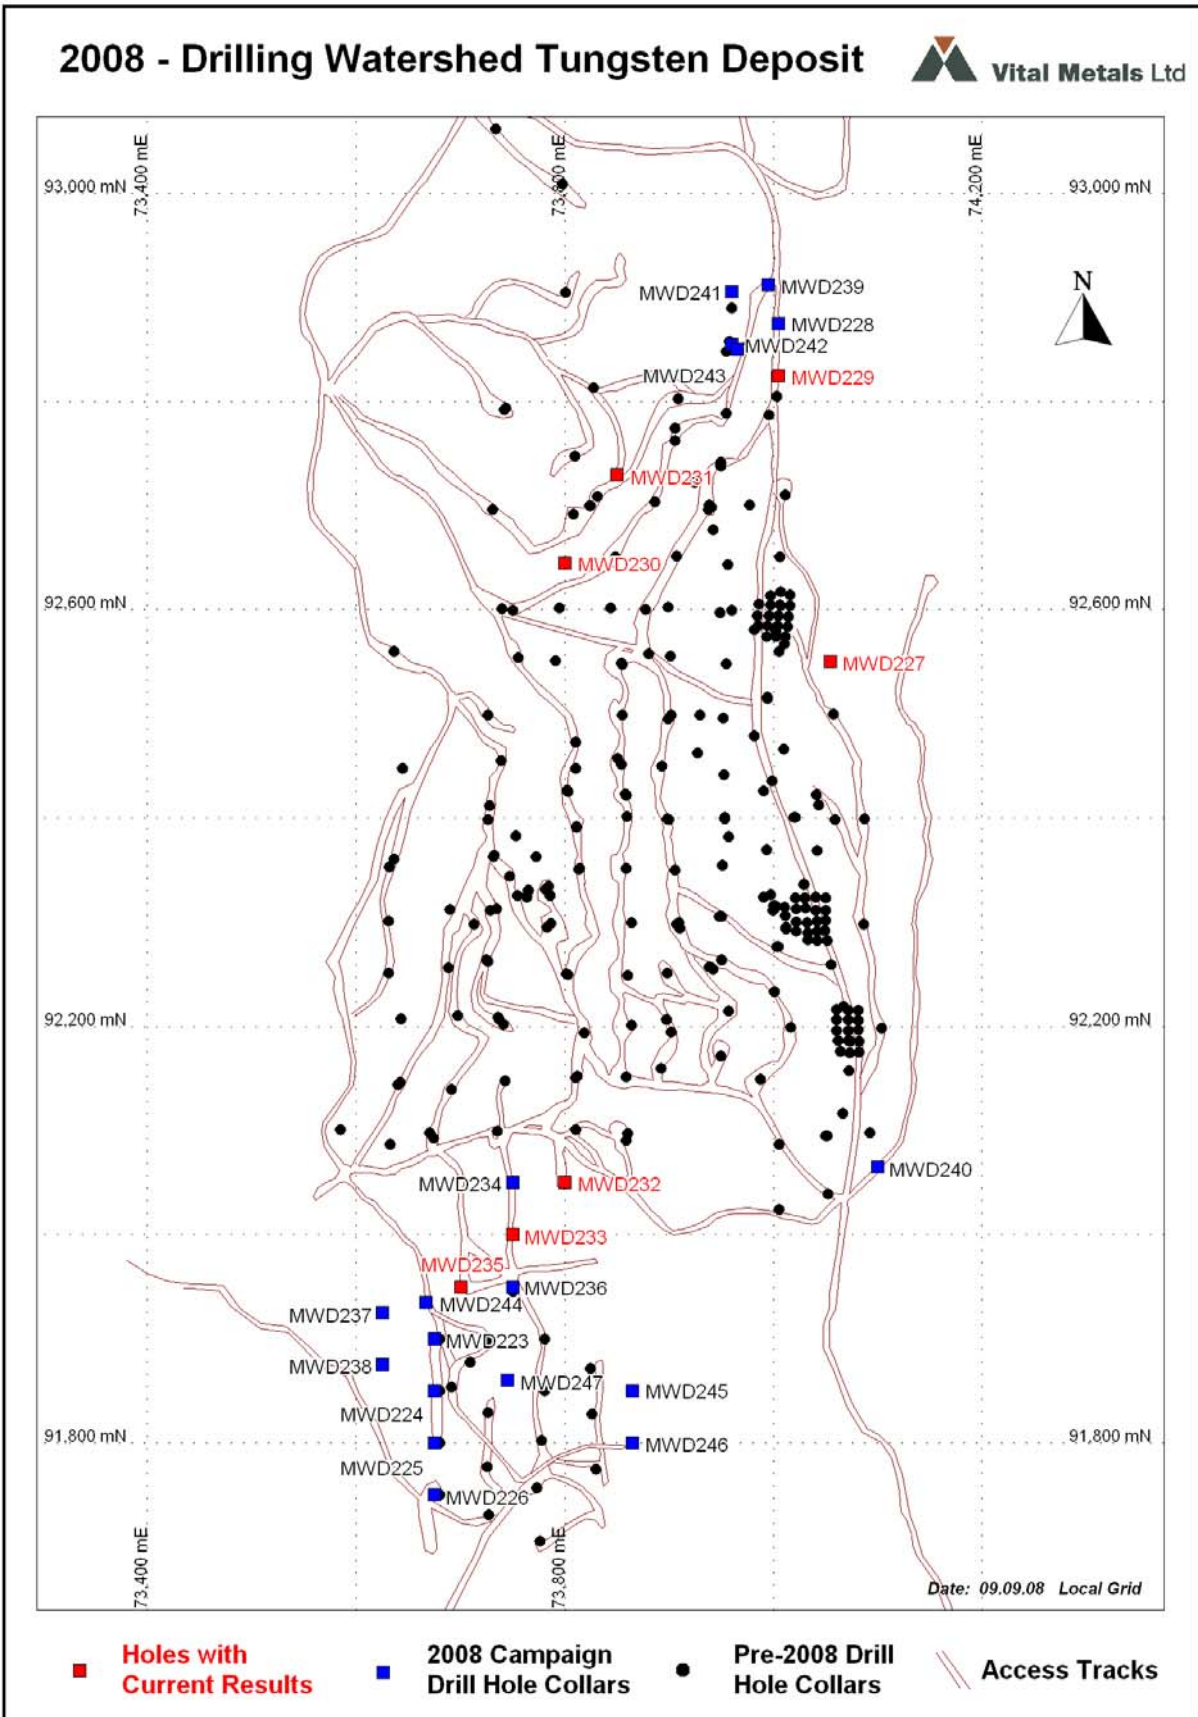 2008 - Drilling Watershed Tungsten Deposit
Vital Metals Ltd
73,400 mE
73,800 mE
74,200 mE
93,000 mN
93,000 mN
N
MWD241
MWD239
MWD228
MWD242
MWD243
MWD229
MWD231
MWD230
92,600 mN
92,600 mN
MWD227
92,200 mN
92,200 mN
MWD240
MWD234
MWD232
MWD233
MWD235
MWD236
MWD237
MWD244
MWD223
MWD238
MWD247
MWD245
MWD224
91,800 mN
MWD246
91,800 mN
MWD225
MWD226
73,400 mE
73,800 mE
Date: 09.09.08 Local Grid
Holes with
Current Results
2008 Campaign
Drill Hole Collars
Pre-2008 Drill
Hole Collars
Access Tracks